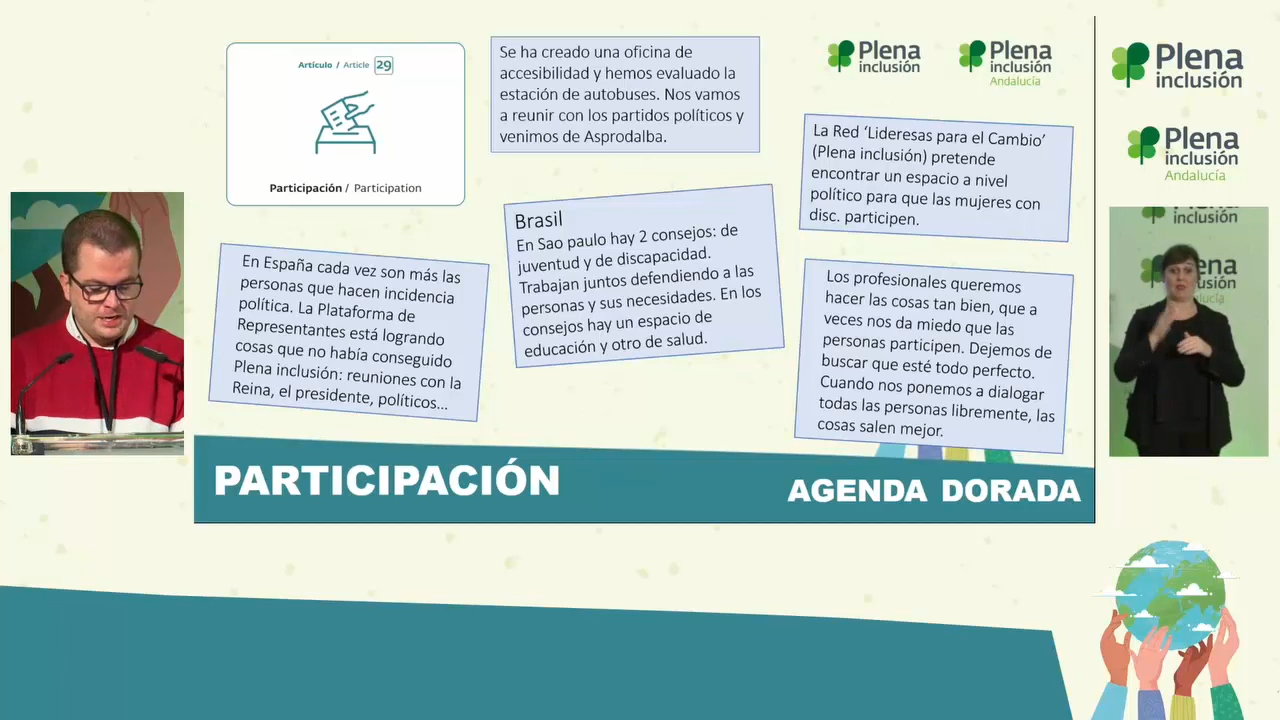 Artículo / Article 29
Participación / Participation
Se ha creado una oficina de
accesibilidad y hemos evaluado la
estación de autobuses. Nos vamos
a reunir con los partidos políticos y
venimos de Asprodalba.
Plena
inclusión
Plena
inclusión
Andalucía
La Red ‘Lideresas para el Cambio’
(Plena inclusión) pretende
encontrar un espacio a nivel
político para que las mujeres con
disc. participen.
En España cada vez son más las
personas que hacen incidencia
política. La Plataforma de
Representantes está logrando
cosas que no había conseguido
Plena inclusión: reuniones con la
Reina, el presidente, políticos...
Brasil
En Sao paulo hay 2 consejos: de
juventud y de discapacidad.
Trabajan juntos defendiendo a las
personas y sus necesidades. En los
consejos hay un espacio de
educación y otro de salud.
Los profesionales queremos
hacer las cosas tan bien, que a
veces nos da miedo que las
personas participen. Dejemos de
buscar que esté todo perfecto.
Cuando nos ponemos a dialogar
todas las personas libremente, las
cosas salen mejor.
PARTICIPACIÓN
AGENDA DORADA
Plena
inclusión
Plena
inclusión
Andalucía
inclusión